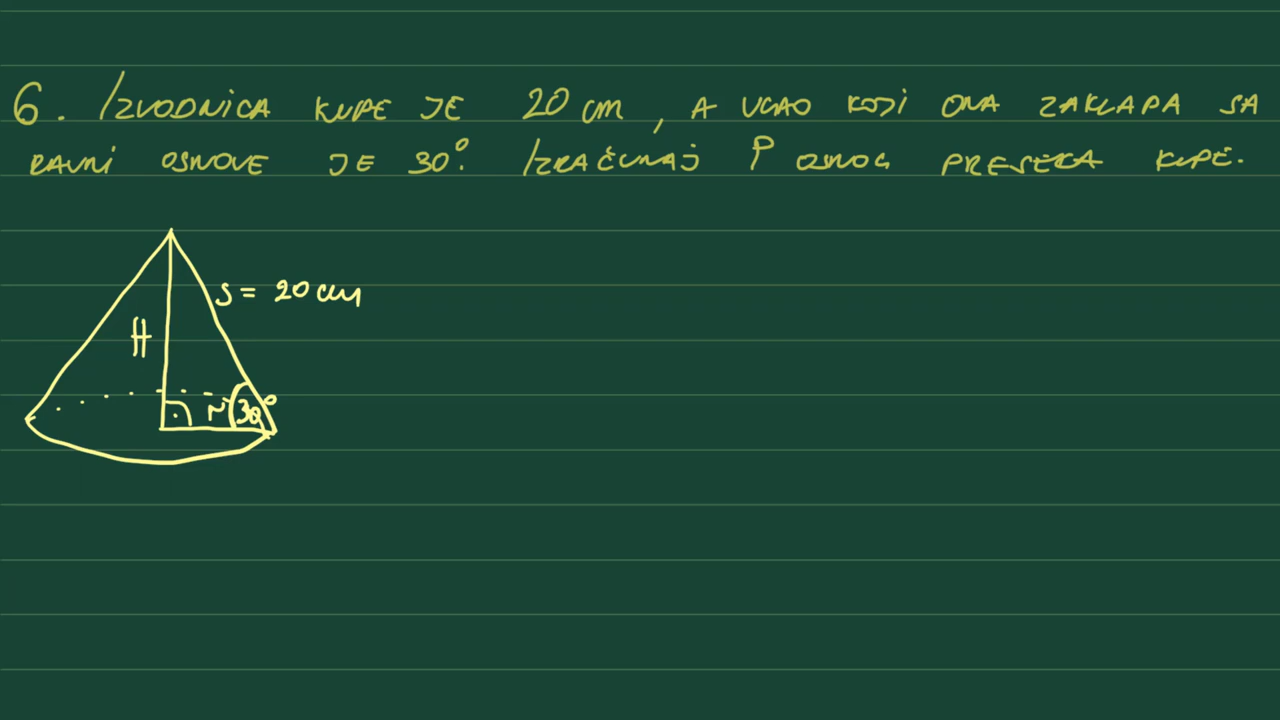 6. IZVODNICA KUPE JE 20 cm, A UGAO KOJI ONA ZAKLAPA SA
RAVNI OSNOVE JE 30°. IZRAČUNAJ P OSNOG PRESEKA KUPE.
s = 20 cm
H
r
30°